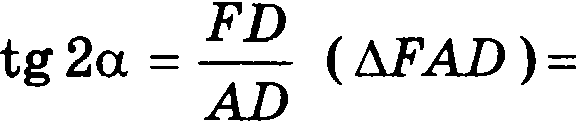 tg 2α = FD/AD (ΔFAD)=